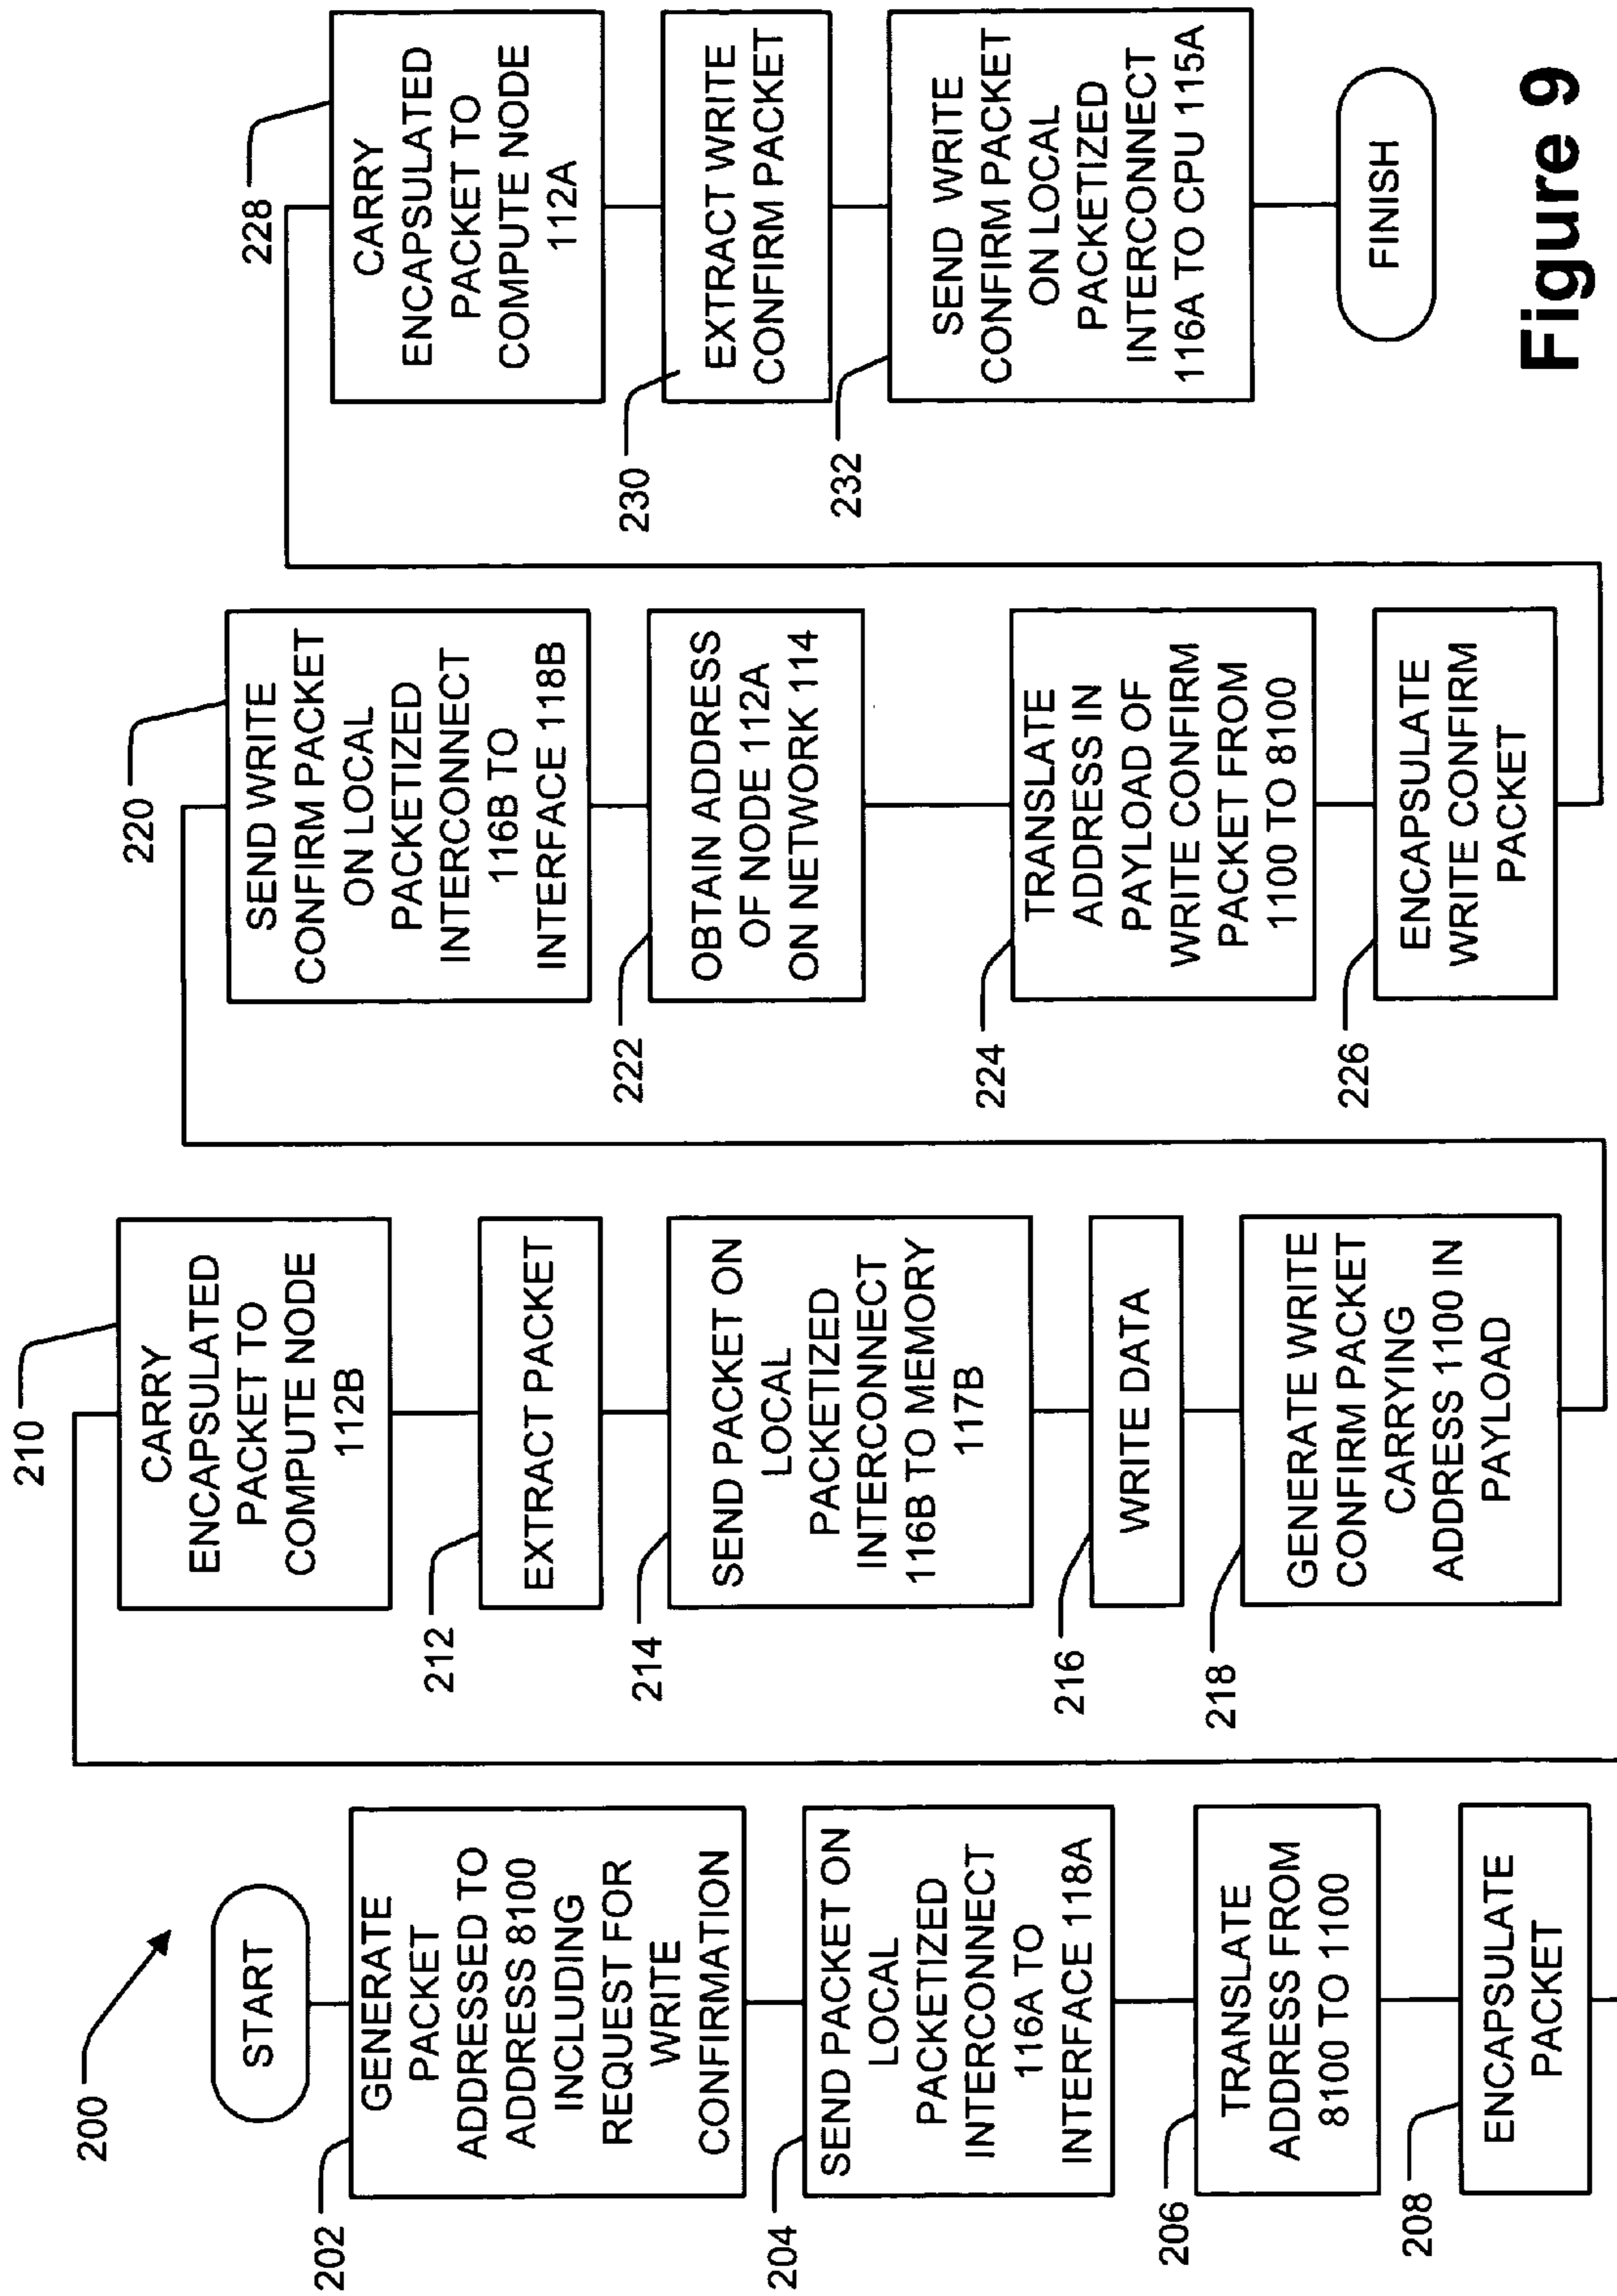 200
START
202
GENERATE
PACKET
ADDRESSED TO
ADDRESS 8100
INCLUDING
REQUEST FOR
WRITE
CONFIRMATION
204
SEND PACKET ON
LOCAL
PACKETIZED
INTERCONNECT
116A TO
INTERFACE 118A
206
TRANSLATE
ADDRESS FROM
8100 TO 1100
208
ENCAPSULATE
PACKET
210
CARRY
ENCAPSULATED
PACKET TO
COMPUTE NODE
112B
212
EXTRACT PACKET
214
SEND PACKET ON
LOCAL
PACKETIZED
INTERCONNECT
116B TO MEMORY
117B
216
WRITE DATA
218
GENERATE WRITE
CONFIRM PACKET
CARRYING
ADDRESS 1100 IN
PAYLOAD
220
SEND WRITE
CONFIRM PACKET
ON LOCAL
PACKETIZED
INTERCONNECT
116B TO
INTERFACE 118B
222
OBTAIN ADDRESS
OF NODE 112A
ON NETWORK 114
224
TRANSLATE
ADDRESS IN
PAYLOAD OF
WRITE CONFIRM
PACKET FROM
1100 TO 8100
226
ENCAPSULATE
WRITE CONFIRM
PACKET
228
CARRY
ENCAPSULATED
PACKET TO
COMPUTE NODE
112A
230
EXTRACT WRITE
CONFIRM PACKET
232
SEND WRITE
CONFIRM PACKET
ON LOCAL
PACKETIZED
INTERCONNECT
116A TO CPU 115A
FINISH
Figure 9